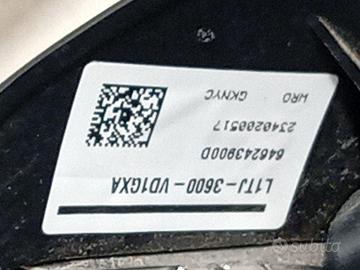 L1TJ-3600-VD1GXA
646243900D
2340200517
WRO GKNYC
subito